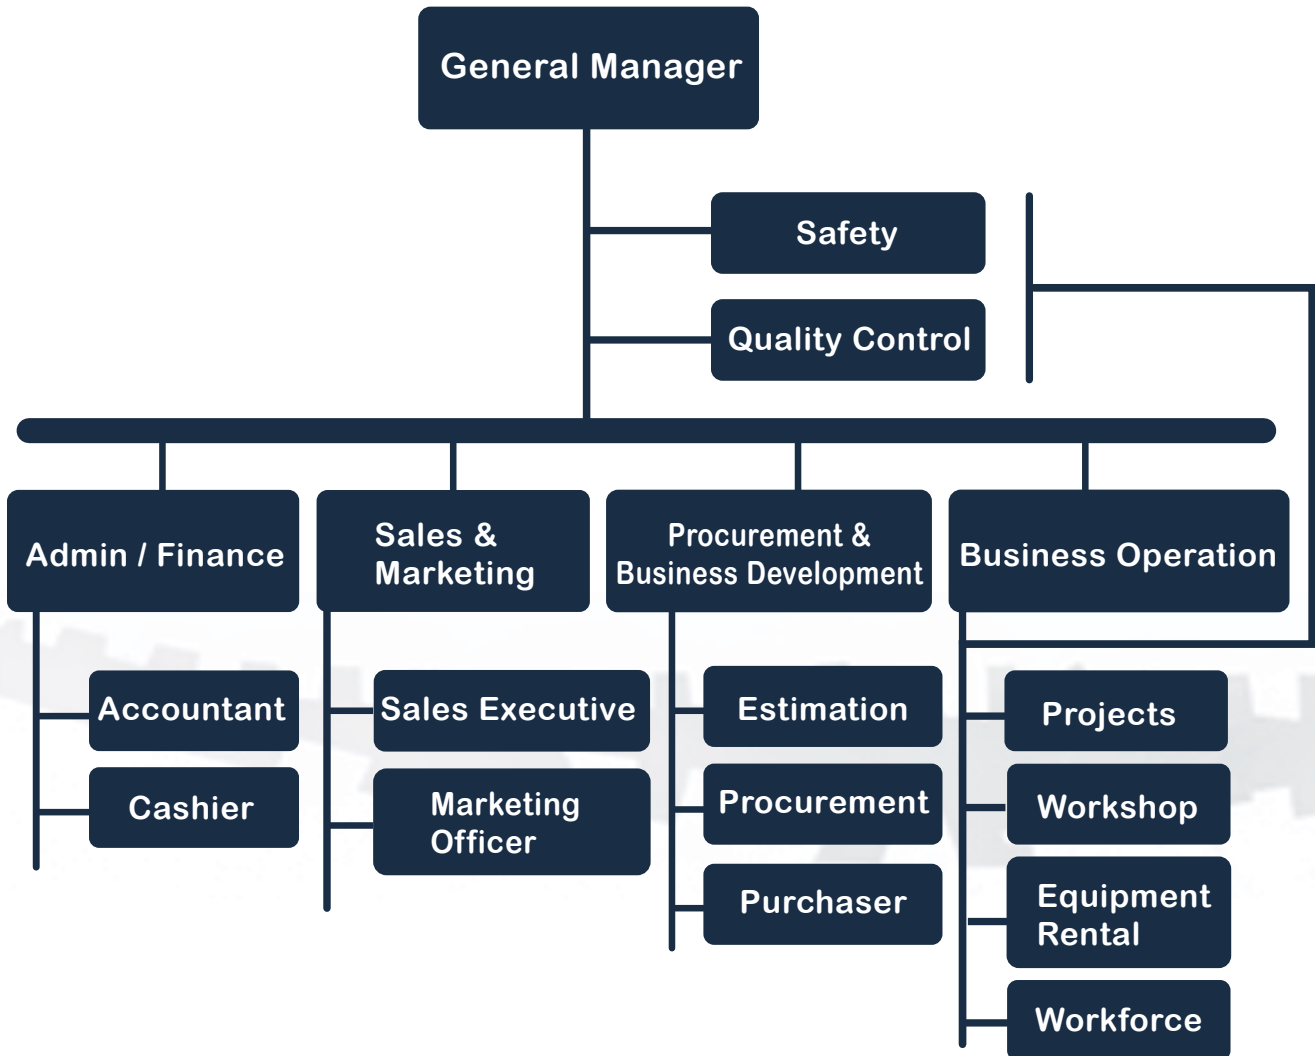 General Manager
Safety
Quality Control
Admin / Finance
Accountant
Cashier
Sales &
Marketing
Sales Executive
Marketing
Officer
Procurement &
Business Development
Estimation
Procurement
Purchaser
Business Operation
Projects
Workshop
Equipment
Rental
Workforce